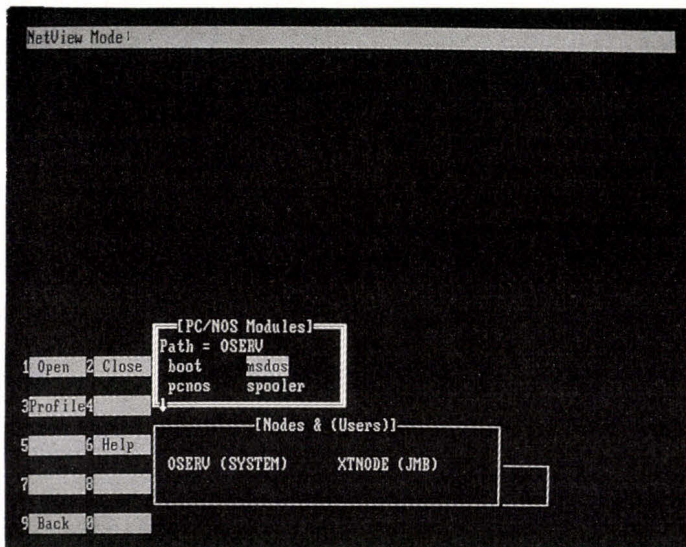 NetView Mode:
[PC/NOS Modules]
Path = OSERV
1 Open 2 Close boot msdos
pcnos spooler
3 Profile 4
[Nodes & (Users)]
5 6 Help
OSERV (SYSTEM) XTNODE (JMB)
7 8
9 Back 0